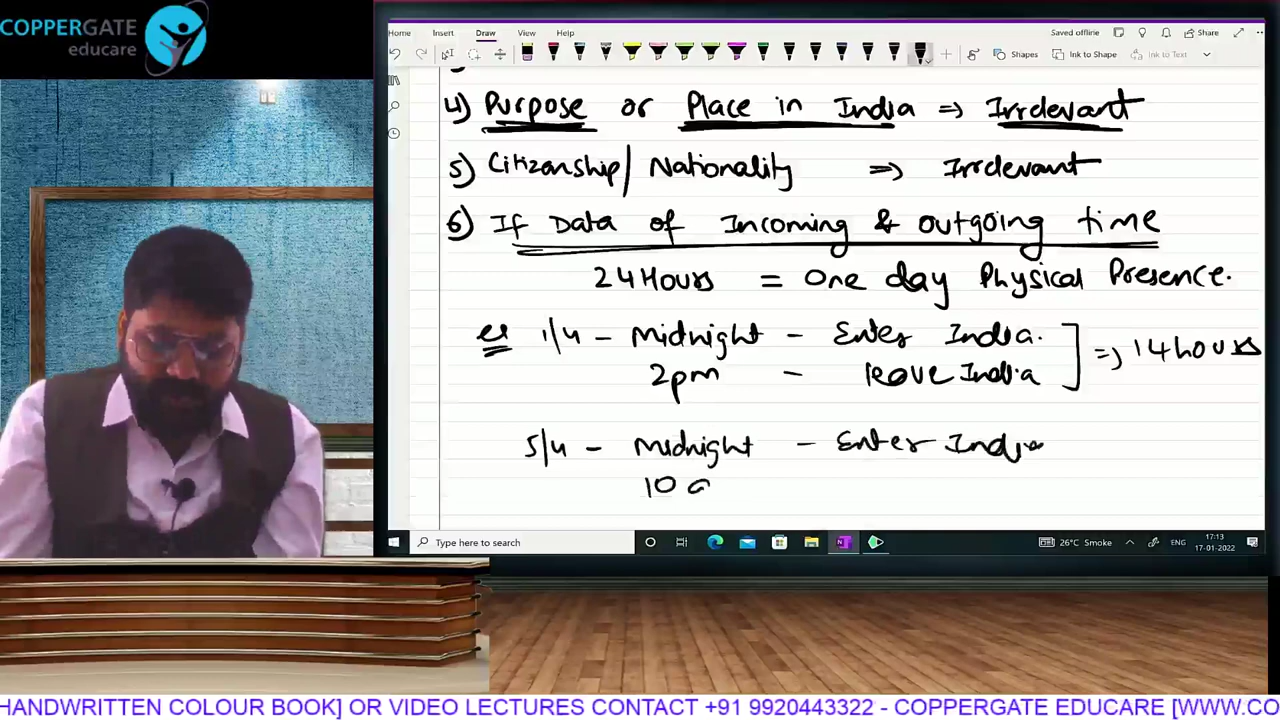 COPPERGATE
educare
Home Insert Draw View Help
Saved offline Share
Shapes Ink to Shape Ink to Text
4) Purpose or Place in India => Irrelevant
5) Citizanship/ Nationality => Irrelevant
6) If Data of Incoming & outgoing time
24 Hours = One day Physical Presence.
ex 1/4 - Midnight - Enter India. => 14 hours
2pm - leave India
5/4 - Midnight - Enter India
10 a
Type here to search
26°C Smoke ENG 17:13
17-01-2022
HANDWRITTEN COLOUR BOOK] OR VIDEO LECTURES CONTACT +91 9920443322 - COPPERGATE EDUCARE [WWW.CO